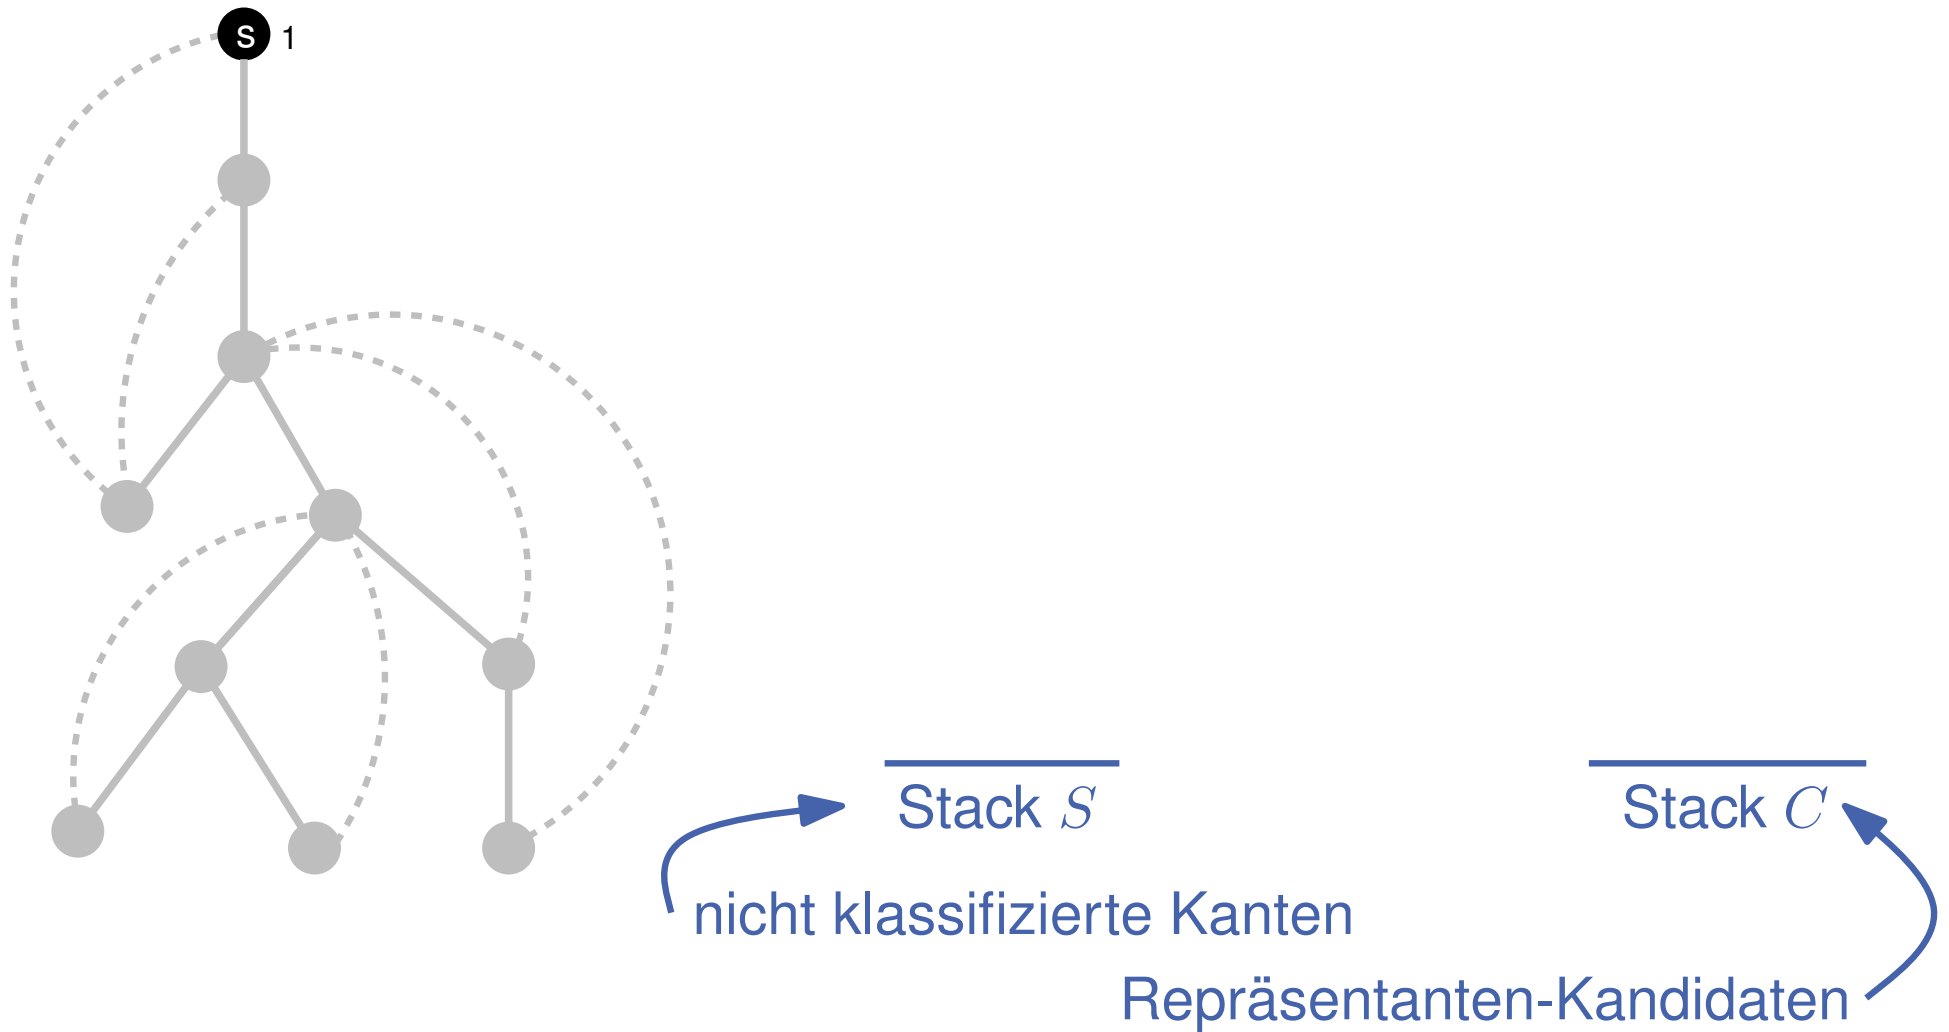 s 1
Stack S
Stack C
nicht klassifizierte Kanten
Repräsentanten-Kandidaten